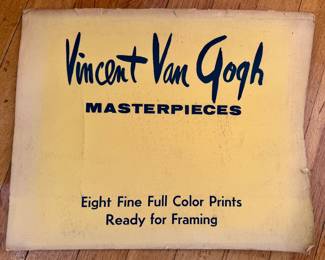 Vincent Van Gogh
MASTERPIECES
Eight Fine Full Color Prints
Ready for Framing